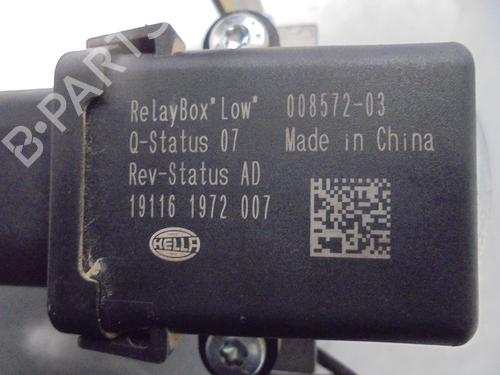 RelayBox"Low" 008572-03
Q-Status 07 Made in China
Rev-Status AD
19116 1972 007
HELLA
B-PARTS